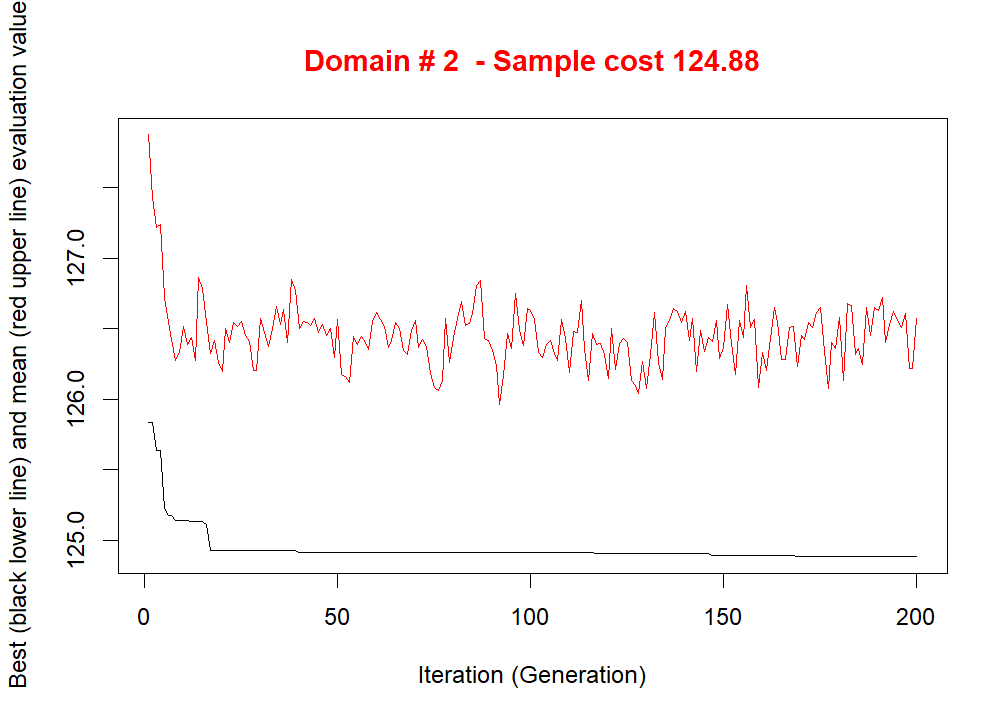 Domain # 2  - Sample cost 124.88
Best (black lower line) and mean (red upper line) evaluation value
127.0
126.0
125.0
0 50 100 150 200
Iteration (Generation)